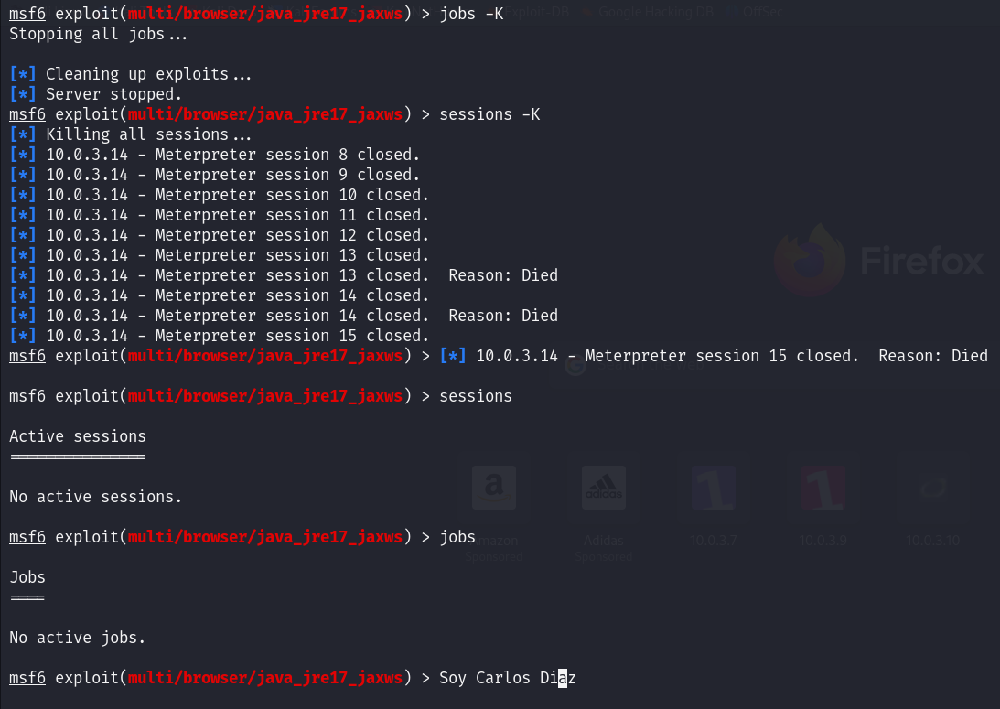 Exploit-DB Google Hacking DB OffSec
msf6 exploit(multi/browser/java_jre17_jaxws) > jobs -K
Stopping all jobs...
[*] Cleaning up exploits...
[*] Server stopped.
msf6 exploit(multi/browser/java_jre17_jaxws) > sessions -K
[*] Killing all sessions...
[*] 10.0.3.14 - Meterpreter session 8 closed.
[*] 10.0.3.14 - Meterpreter session 9 closed.
[*] 10.0.3.14 - Meterpreter session 10 closed.
[*] 10.0.3.14 - Meterpreter session 11 closed.
[*] 10.0.3.14 - Meterpreter session 12 closed.
[*] 10.0.3.14 - Meterpreter session 13 closed.
[*] 10.0.3.14 - Meterpreter session 13 closed.  Reason: Died
[*] 10.0.3.14 - Meterpreter session 14 closed.
[*] 10.0.3.14 - Meterpreter session 14 closed.  Reason: Died
[*] 10.0.3.14 - Meterpreter session 15 closed.
msf6 exploit(multi/browser/java_jre17_jaxws) > [*] 10.0.3.14 - Meterpreter session 15 closed.  Reason: Died
Firefox
msf6 exploit(multi/browser/java_jre17_jaxws) > sessions
Active sessions
===============
No active sessions.
msf6 exploit(multi/browser/java_jre17_jaxws) > jobs
Amazon Adidas 10.0.3.7 10.0.3.9 10.0.3.10
Sponsored Sponsored
Jobs
====
No active jobs.
msf6 exploit(multi/browser/java_jre17_jaxws) > Soy Carlos Diaz